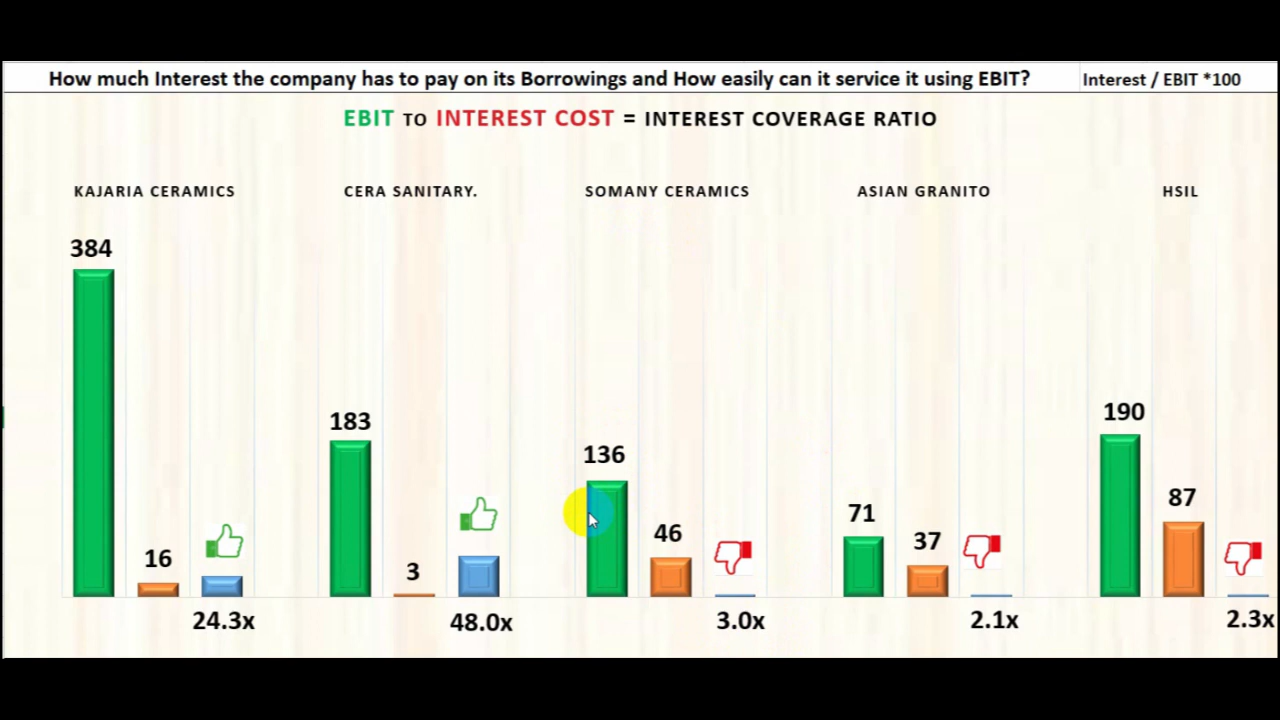 How much Interest the company has to pay on its Borrowings and How easily can it service it using EBIT? Interest / EBIT *100
EBIT TO INTEREST COST = INTEREST COVERAGE RATIO
KAJARIA CERAMICS CERA SANITARY. SOMANY CERAMICS ASIAN GRANITO HSIL
384 16 24.3x
183 3 48.0x
136 46 3.0x
71 37 2.1x
190 87 2.3x